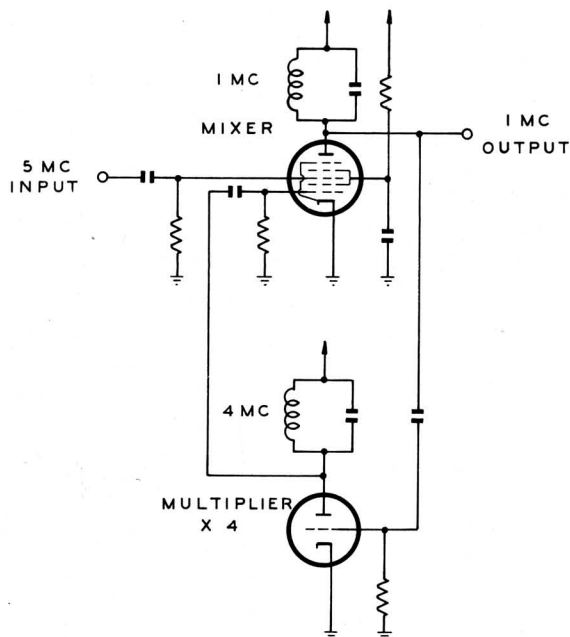 1 MC
MIXER
1 MC
OUTPUT
5 MC
INPUT
4 MC
MULTIPLIER
X 4